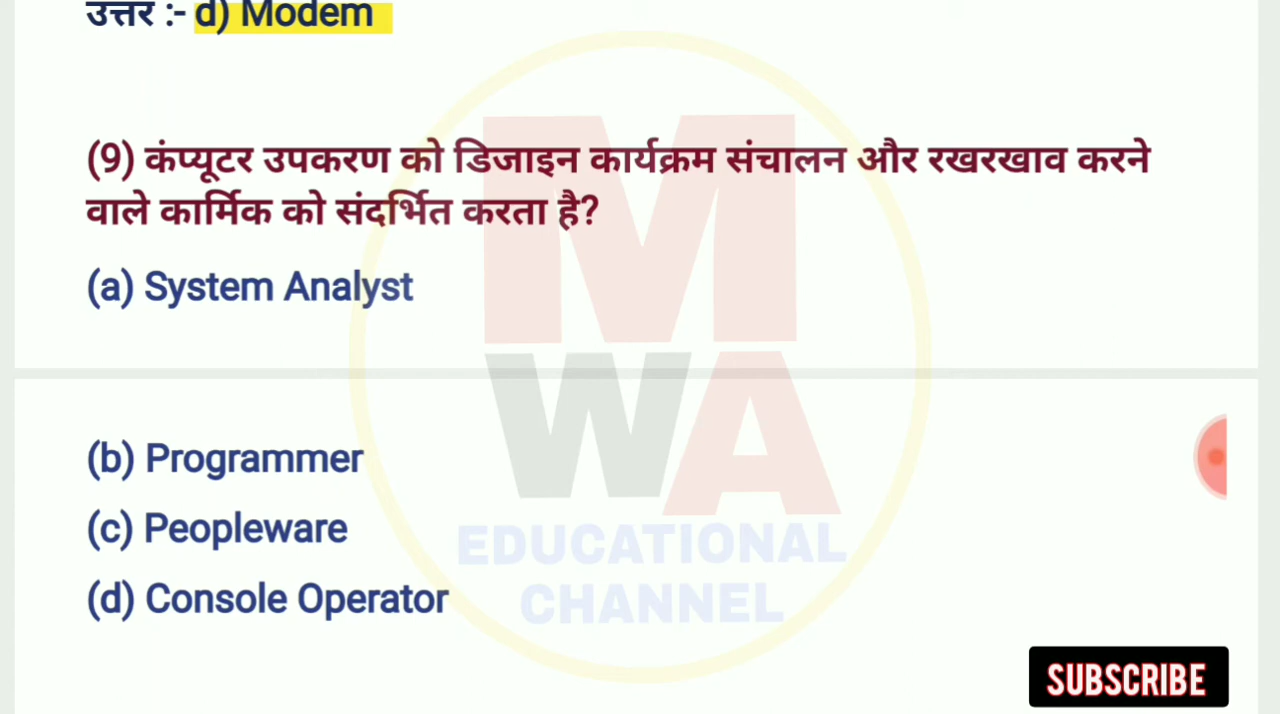 उत्तर :- d) Modem
(9) कंप्यूटर उपकरण को डिजाइन कार्यक्रम संचालन और रखरखाव करने
वाले कार्मिक को संदर्भित करता है?
(a) System Analyst
(b) Programmer
(c) Peopleware
(d) Console Operator
M
WA
EDUCATIONAL
CHANNEL
SUBSCRIBE